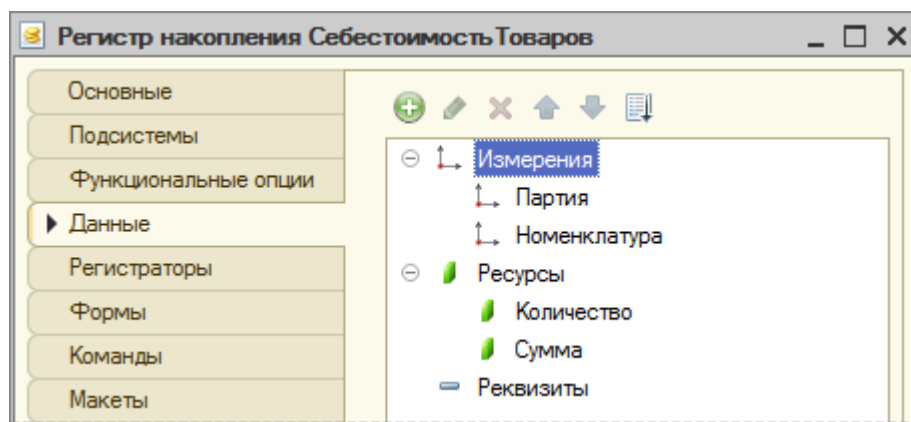 Регистр накопления СебестоимостьТоваров
Основные
Подсистемы
Функциональные опции
Данные
Регистраторы
Формы
Команды
Макеты
Измерения
Партия
Номенклатура
Ресурсы
Количество
Сумма
Реквизиты